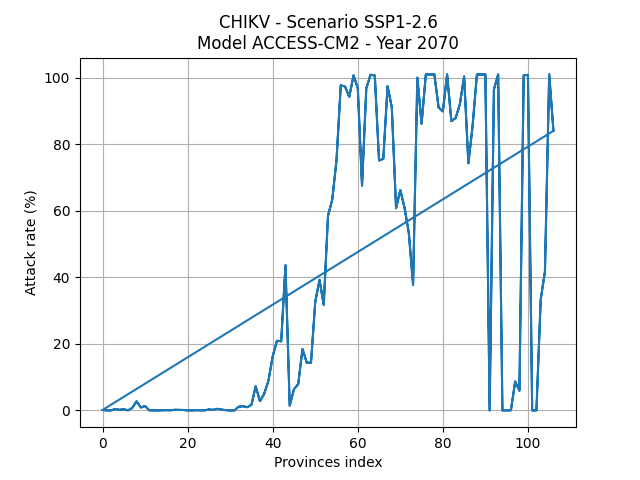 CHIKV - Scenario SSP1-2.6
Model ACCESS-CM2 - Year 2070
100
80
60
40
20
0
Attack rate (%)
0 20 40 60 80 100
Provinces index